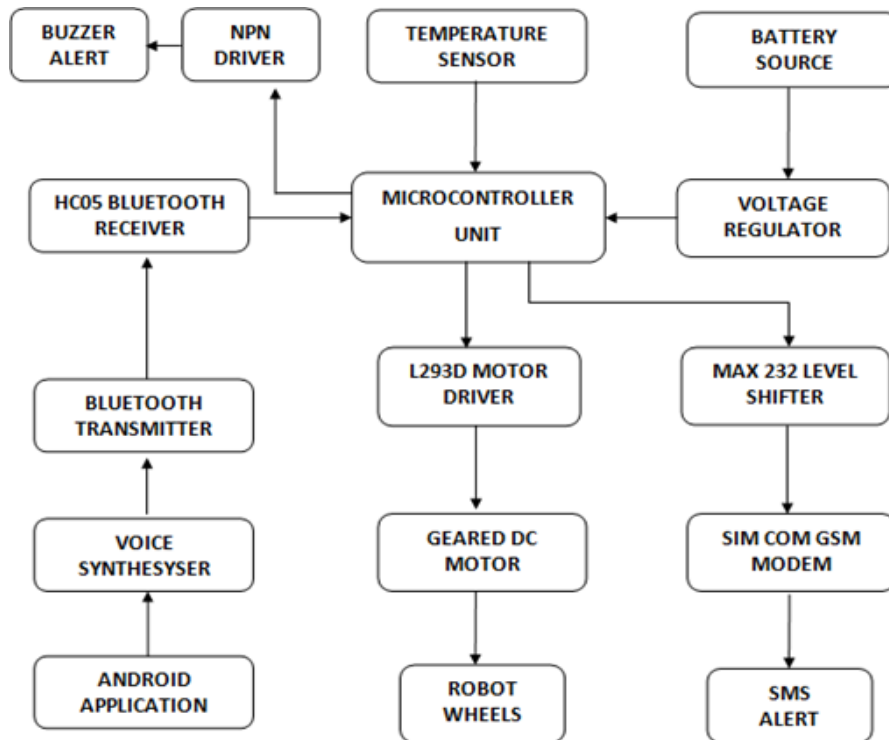 BUZZER
ALERT
NPN
DRIVER
TEMPERATURE
SENSOR
BATTERY
SOURCE
HC05 BLUETOOTH
RECEIVER
MICROCONTROLLER
UNIT
VOLTAGE
REGULATOR
BLUETOOTH
TRANSMITTER
L293D MOTOR
DRIVER
MAX 232 LEVEL
SHIFTER
VOICE
SYNTHESYSER
GEARED DC
MOTOR
SIM COM GSM
MODEM
ANDROID
APPLICATION
ROBOT
WHEELS
SMS
ALERT